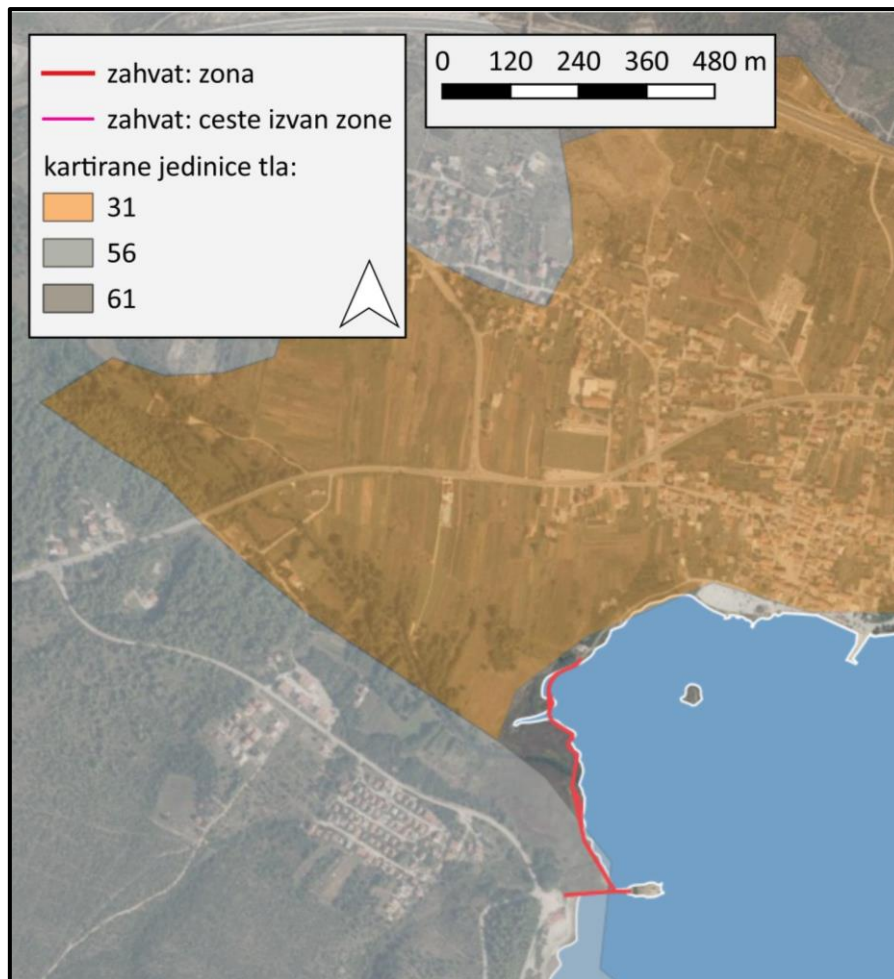 zahvat: zona
zahvat: ceste izvan zone
kartirane jedinice tla:
31
56
61
0 120 240 360 480 m